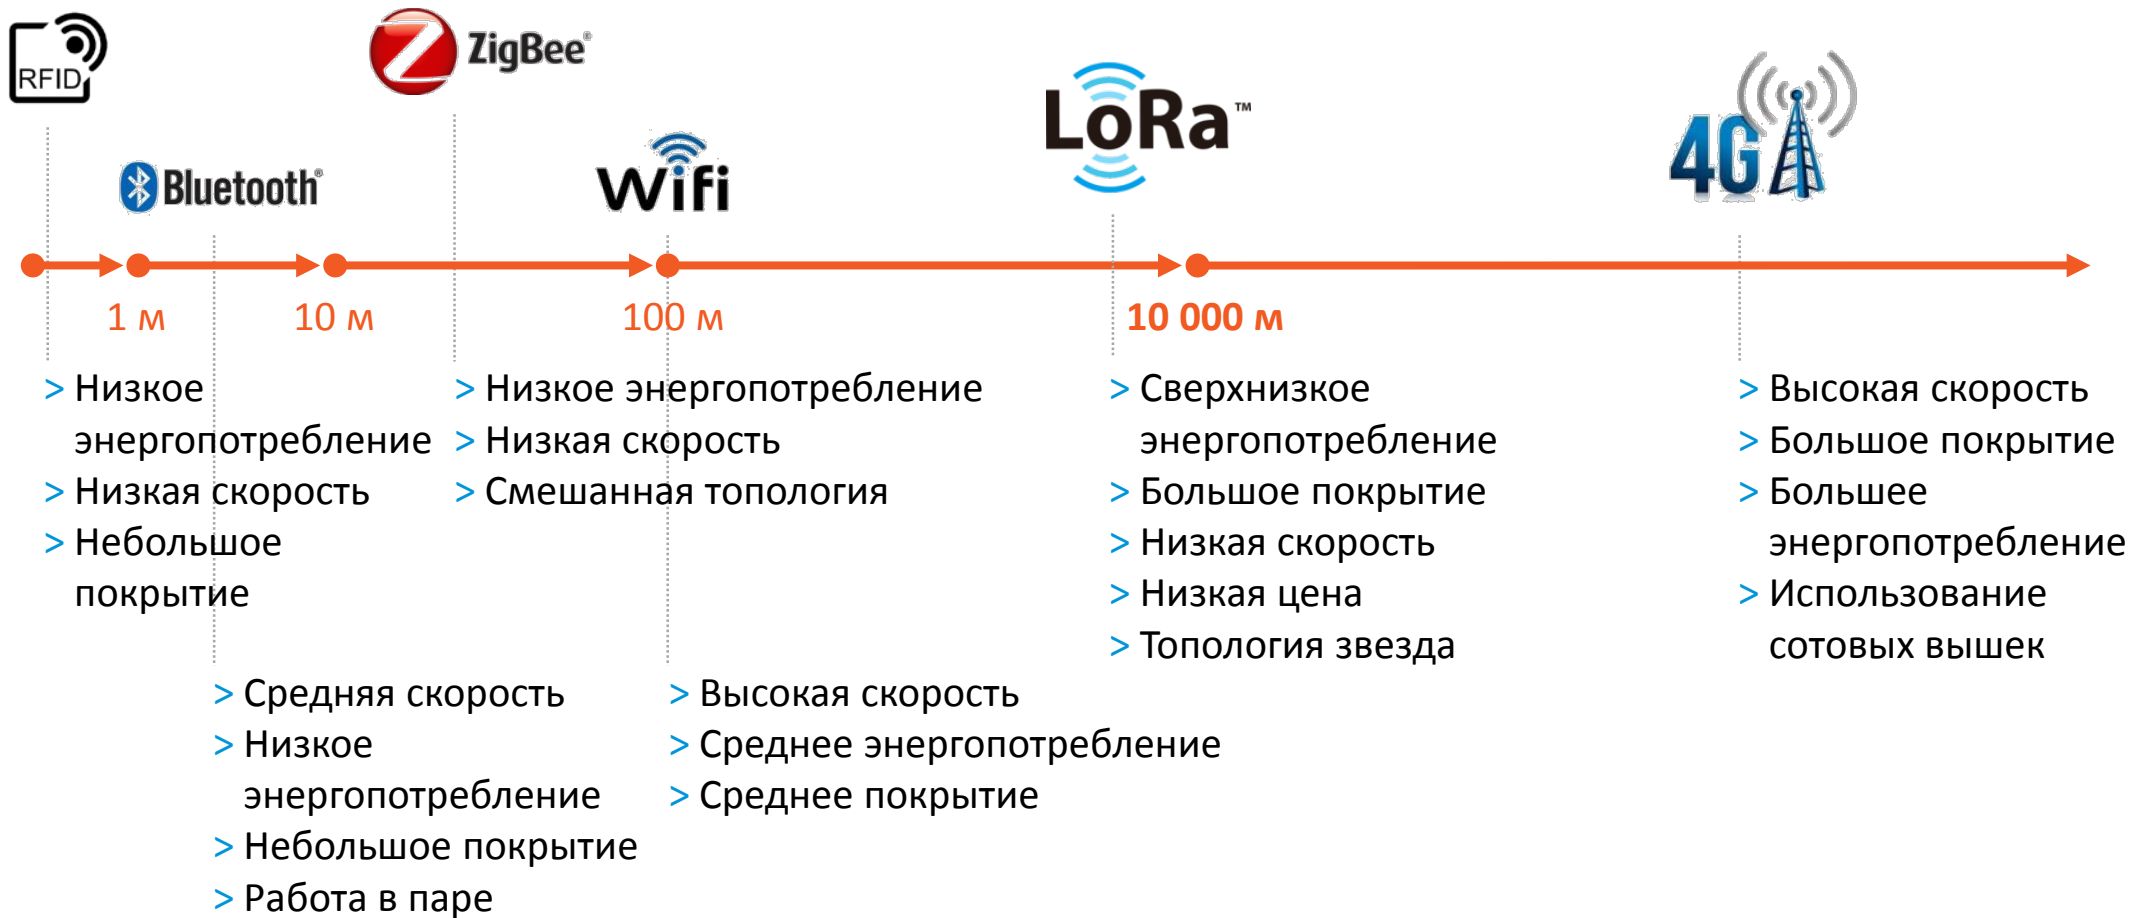 RFID
ZigBee®
Bluetooth®
Wifi
LoRa™
4G
1 м
10 м
100 м
10 000 м
> Низкое
энергопотребление
> Низкая скорость
> Небольшое
покрытие
> Средняя скорость
> Низкое
энергопотребление
> Небольшое покрытие
> Работа в паре
> Низкое энергопотребление
> Низкая скорость
> Смешанная топология
> Высокая скорость
> Среднее энергопотребление
> Среднее покрытие
> Сверхнизкое
энергопотребление
> Большое покрытие
> Низкая скорость
> Низкая цена
> Топология звезда
> Высокая скорость
> Большое покрытие
> Большее
энергопотребление
> Использование
сотовых вышек